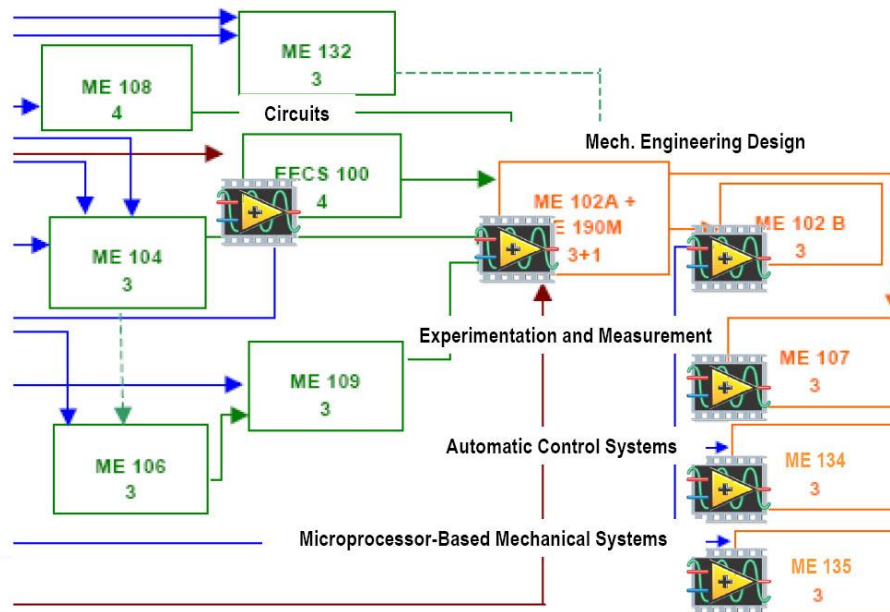 ME 132
3
ME 108
4
Circuits
Mech. Engineering Design
EECS 100
4
ME 102A +
E 190M
3+1
ME 102 B
3
ME 104
3
Experimentation and Measurement
ME 107
3
ME 109
3
Automatic Control Systems
ME 106
3
ME 134
3
Microprocessor-Based Mechanical Systems
ME 135
3